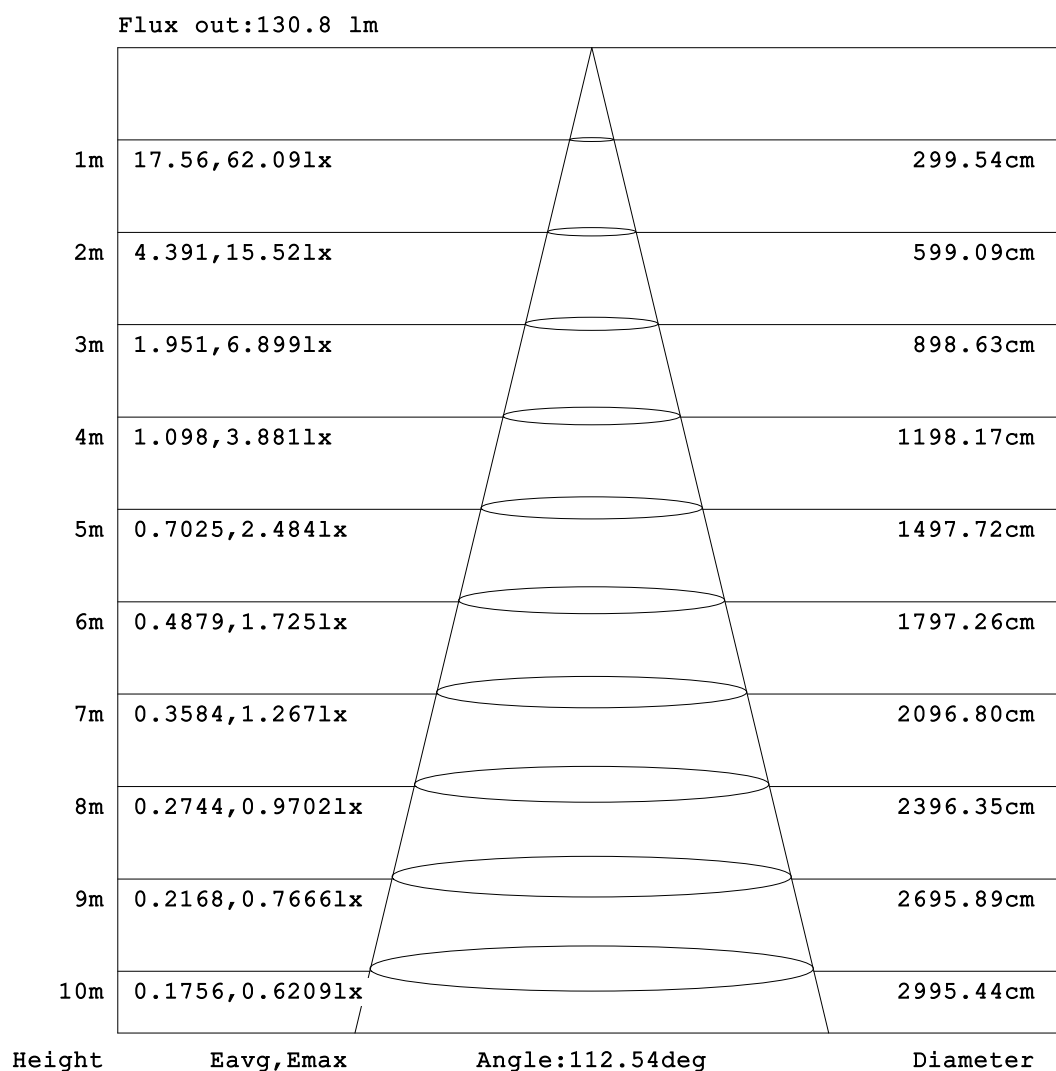 Flux out:130.8 lm
1m 17.56,62.09lx 299.54cm
2m 4.391,15.52lx 599.09cm
3m 1.951,6.899lx 898.63cm
4m 1.098,3.881lx 1198.17cm
5m 0.7025,2.484lx 1497.72cm
6m 0.4879,1.725lx 1797.26cm
7m 0.3584,1.267lx 2096.80cm
8m 0.2744,0.9702lx 2396.35cm
9m 0.2168,0.7666lx 2695.89cm
10m 0.1756,0.6209lx 2995.44cm
Height Eavg,Emax Angle:112.54deg Diameter